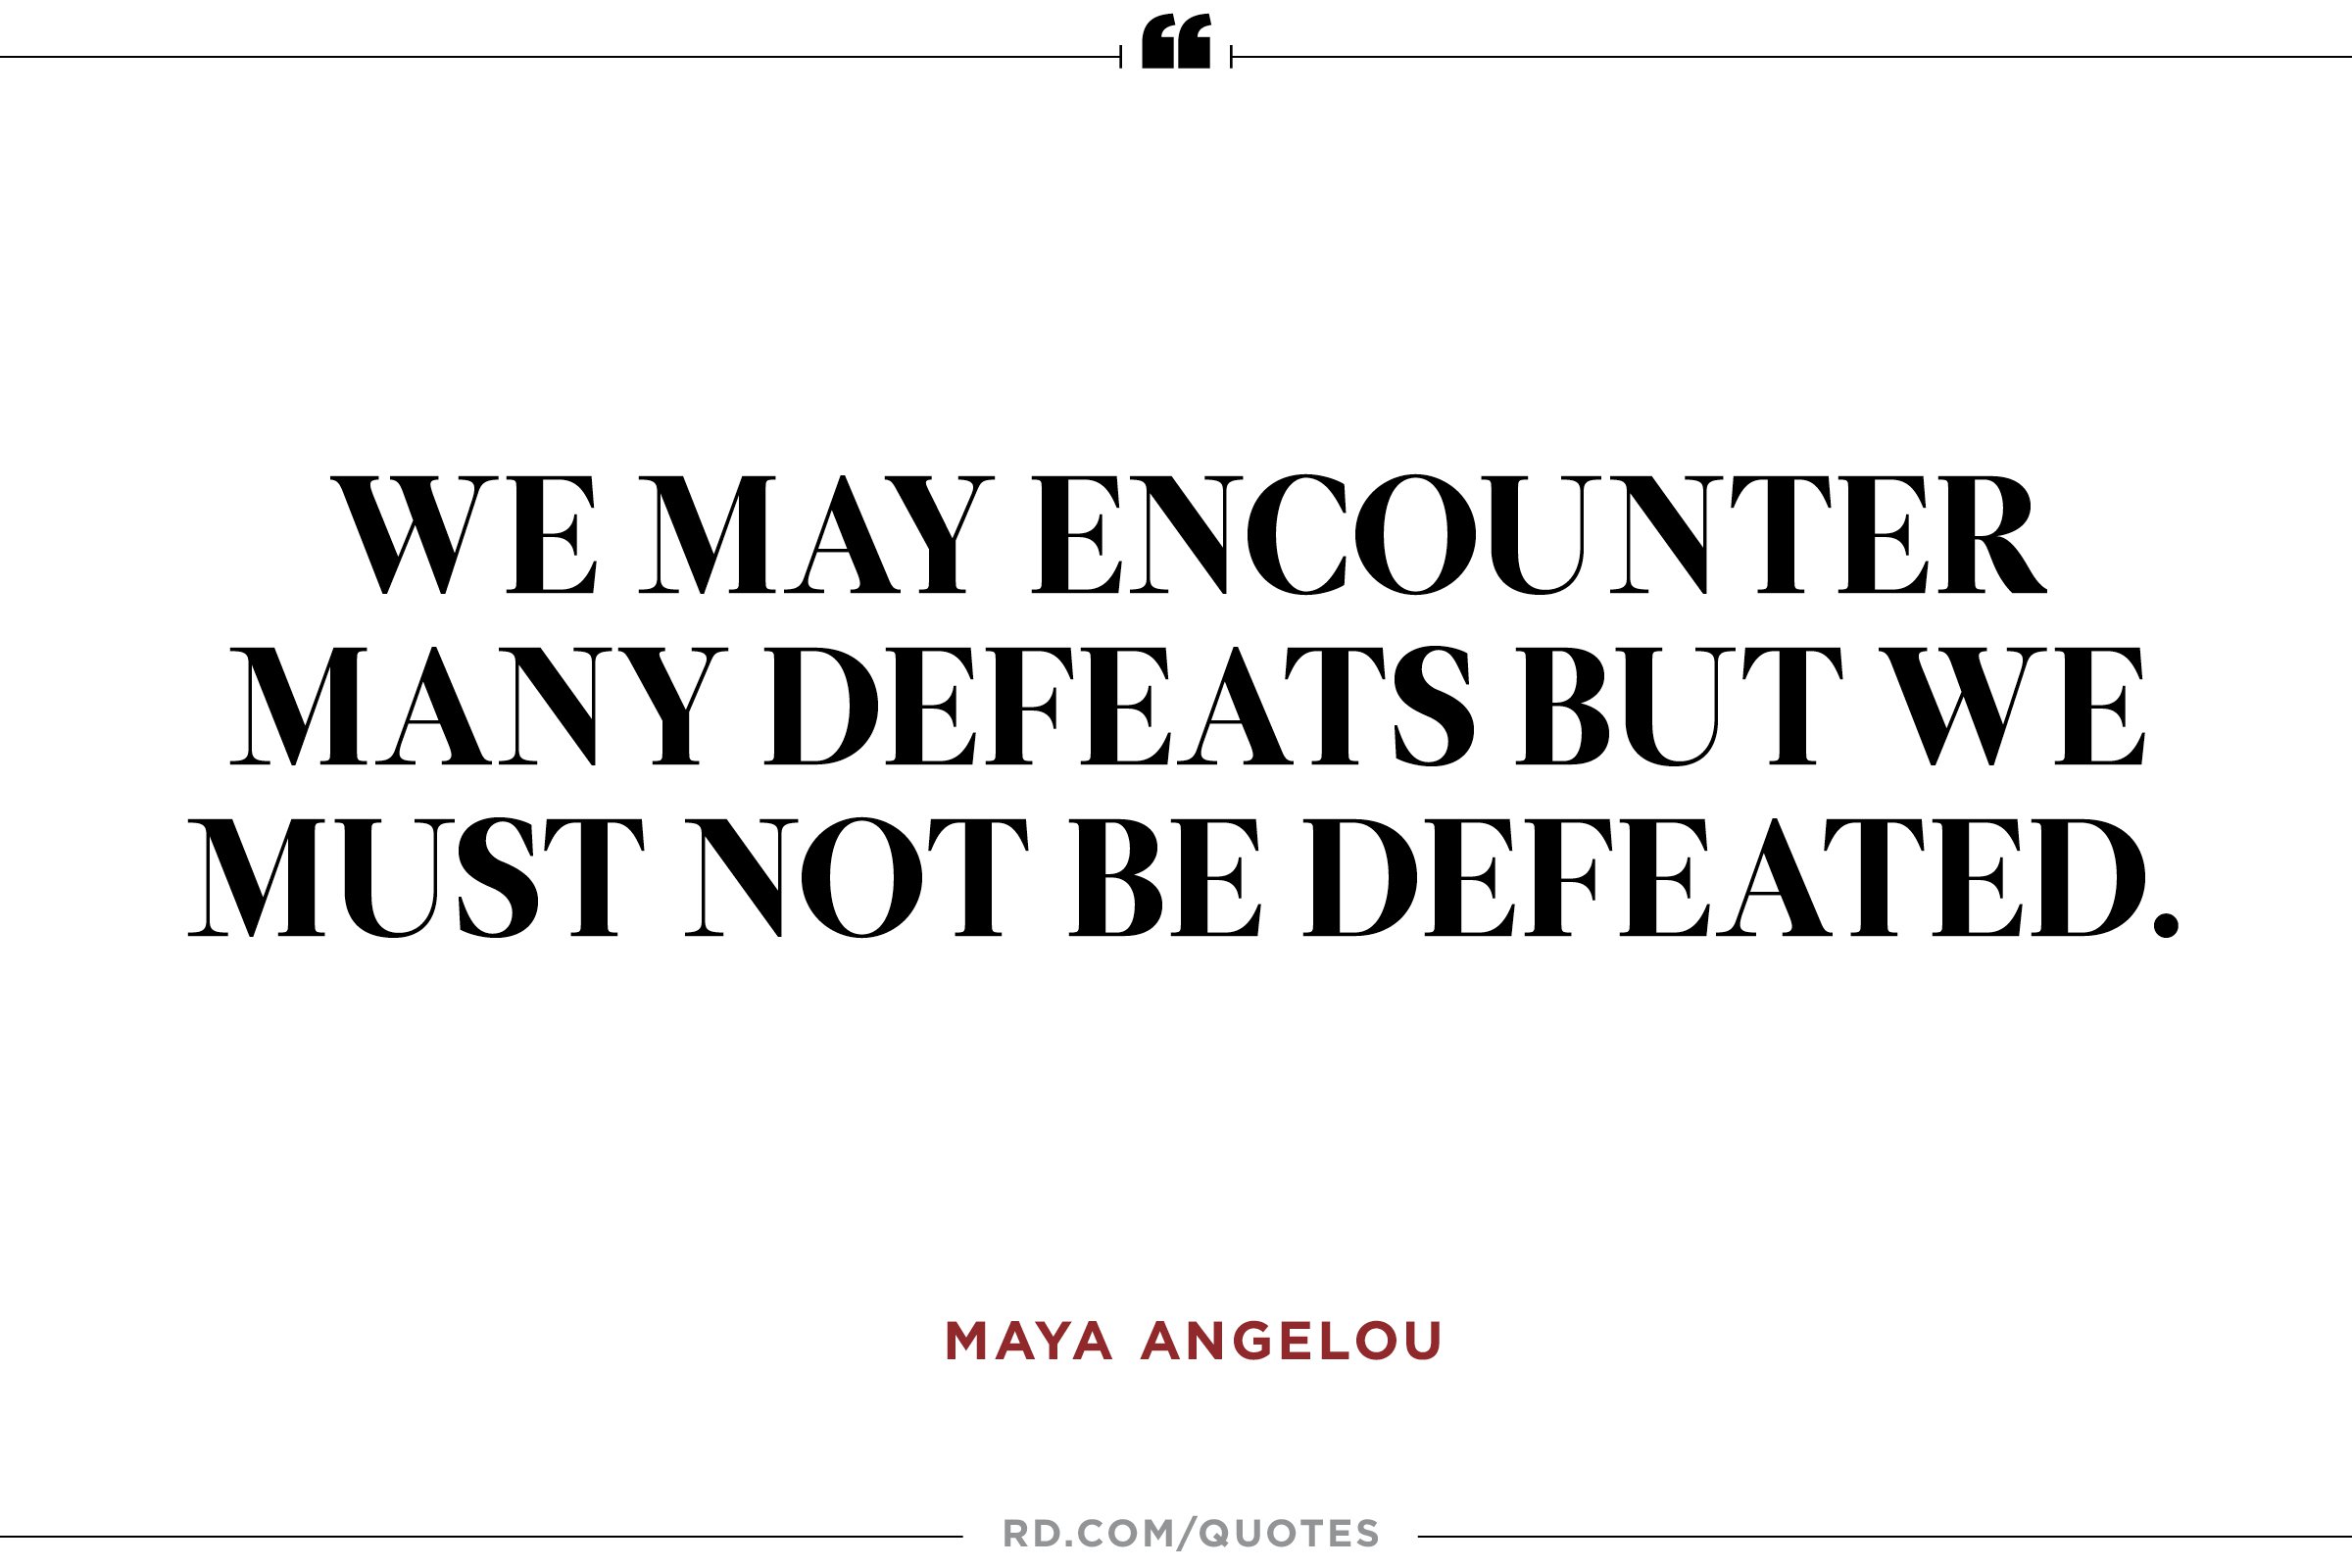 “
WE MAY ENCOUNTER
MANY DEFEATS BUT WE
MUST NOT BE DEFEATED.
MAYA ANGELOU
RD.COM/QUOTES